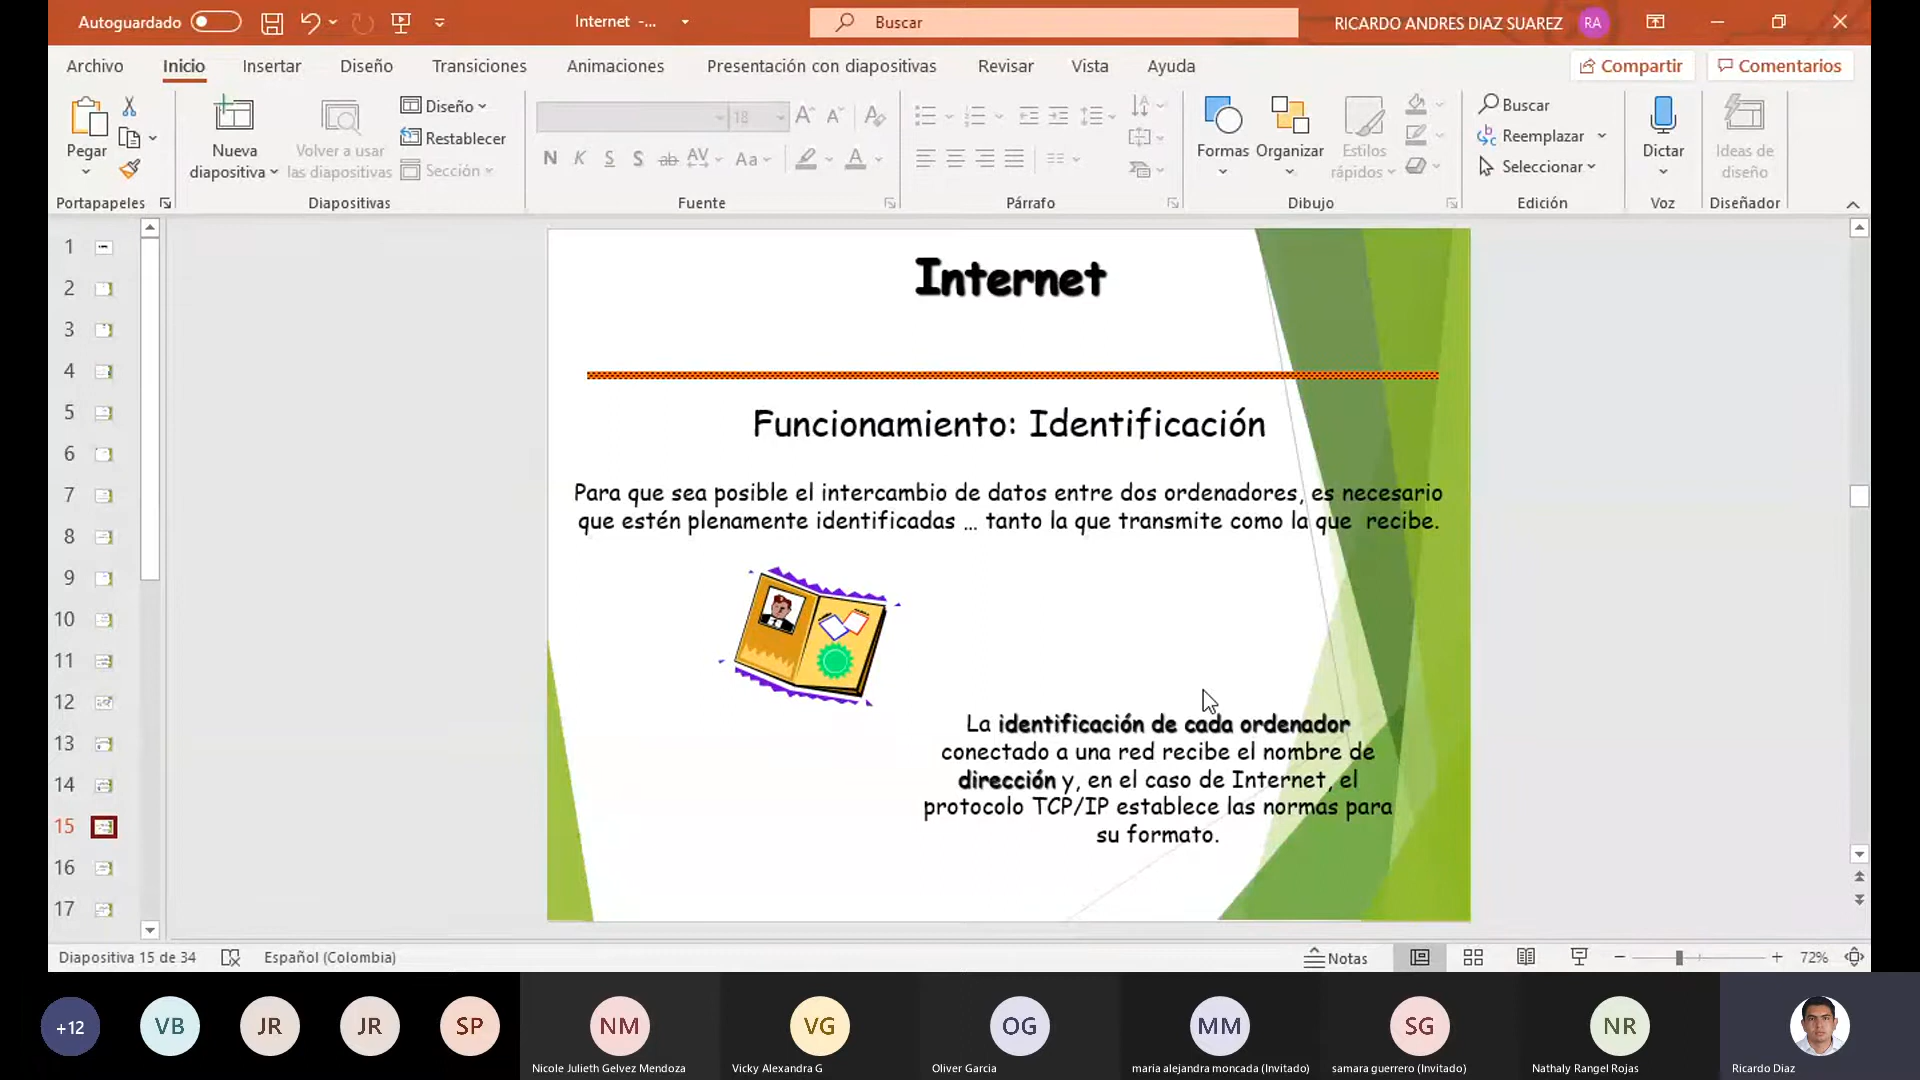 Autoguardado
Internet -...
Buscar
RICARDO ANDRES DIAZ SUAREZ
RA
Archivo Inicio Insertar Diseño Transiciones Animaciones Presentación con diapositivas Revisar Vista Ayuda
Compartir
Comentarios
Pegar
Portapapeles
Nueva
diapositiva
Volver a usar
las diapositivas
Diseño
Restablecer
Sección
Diapositivas
18
N K S S ab AV Aa A
Fuente
Párrafo
Formas
Organizar
Estilos
rápidos
Dibujo
Buscar
Reemplazar
Seleccionar
Edición
Dictar
Voz
Ideas de
diseño
Diseñador
1
2
3
4
5
6
7
8
9
10
11
12
13
14
15
16
17
Internet
Funcionamiento: Identificación
Para que sea posible el intercambio de datos entre dos ordenadores, es necesario
que estén plenamente identificadas ... tanto la que transmite como la que recibe.
La identificación de cada ordenador
conectado a una red recibe el nombre de
dirección y, en el caso de Internet, el
protocolo TCP/IP establece las normas para
su formato.
Diapositiva 15 de 34
Español (Colombia)
Notas
72%
+12
VB
JR
JR
SP
NM
Nicole Julieth Gelvez Mendoza
VG
Vicky Alexandra G
OG
Oliver Garcia
MM
maria alejandra moncada (Invitado)
SG
samara guerrero (Invitado)
NR
Nathaly Rangel Rojas
Ricardo Diaz